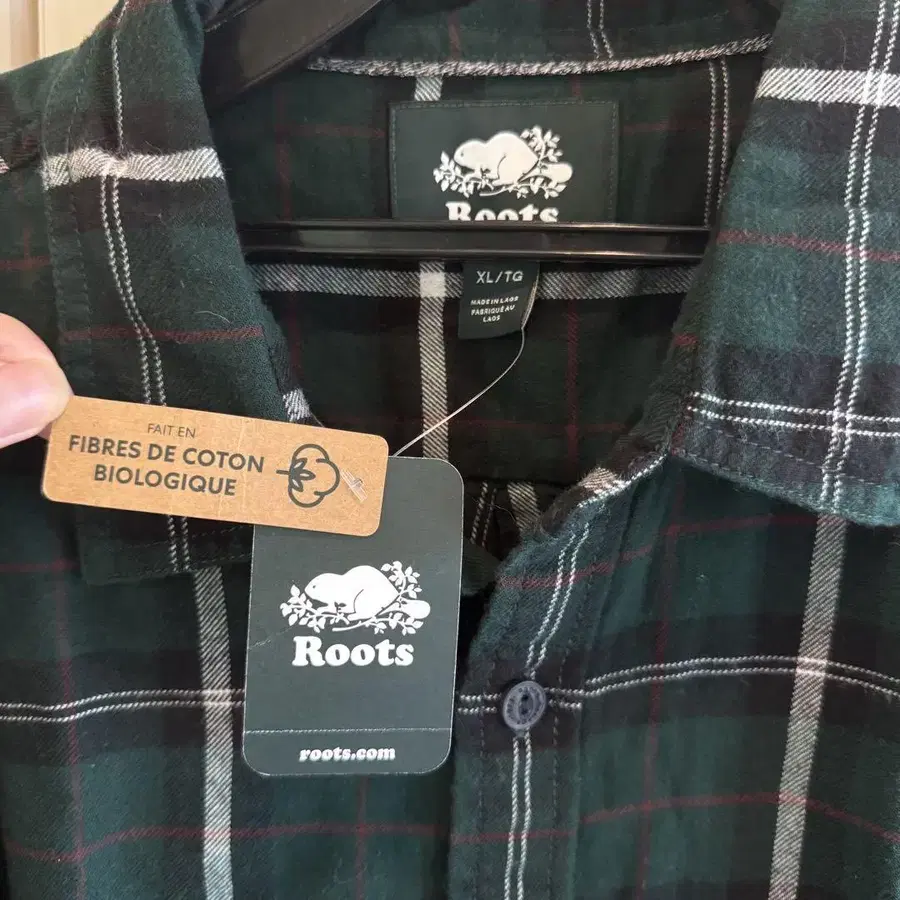 Roots
XL/TG
MADE IN LAOS
FABRIQUÉ AU
LAOS
FAIT EN
FIBRES DE COTON
BIOLOGIQUE
Roots
roots.com